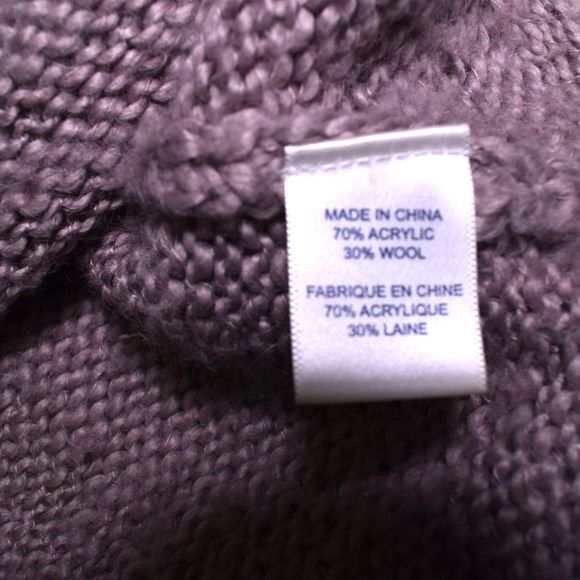 MADE IN CHINA
70% ACRYLIC
30% WOOL
FABRIQUE EN CHINE
70% ACRYLIQUE
30% LAINE